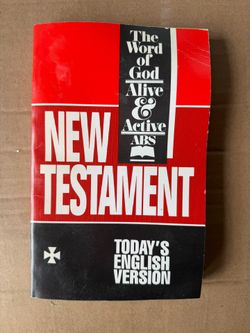 The
Word
of
God
Alive
&
Active
ABS
NEW
TESTAMENT
TODAY'S
ENGLISH
VERSION